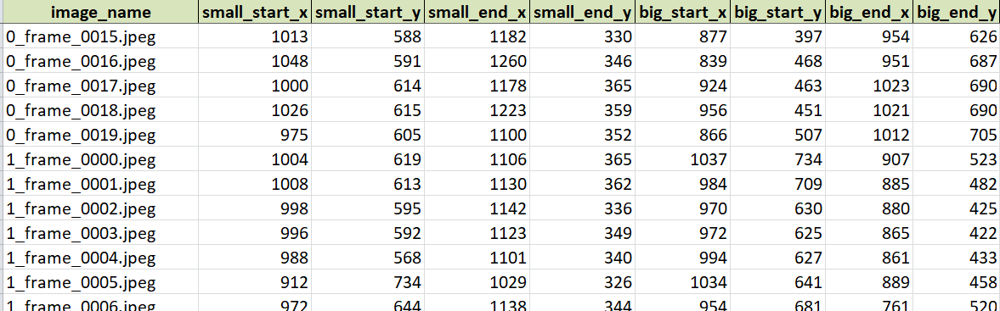 image_name small_start_x small_start_y small_end_x small_end_y big_start_x big_start_y big_end_x big_end_y
0_frame_0015.jpeg 1013 588 1182 330 877 397 954 626
0_frame_0016.jpeg 1048 591 1260 346 839 468 951 687
0_frame_0017.jpeg 1000 614 1178 365 924 463 1023 690
0_frame_0018.jpeg 1026 615 1223 359 956 451 1021 690
0_frame_0019.jpeg 975 605 1100 352 866 507 1012 705
1_frame_0000.jpeg 1004 619 1106 365 1037 734 907 523
1_frame_0001.jpeg 1008 613 1130 362 984 709 885 482
1_frame_0002.jpeg 998 595 1142 336 970 630 880 425
1_frame_0003.jpeg 996 592 1123 349 972 625 865 422
1_frame_0004.jpeg 988 568 1101 340 994 627 861 433
1_frame_0005.jpeg 912 734 1029 326 1034 641 889 458
1_frame_0006.jpeg 972 644 1138 344 954 681 761 520